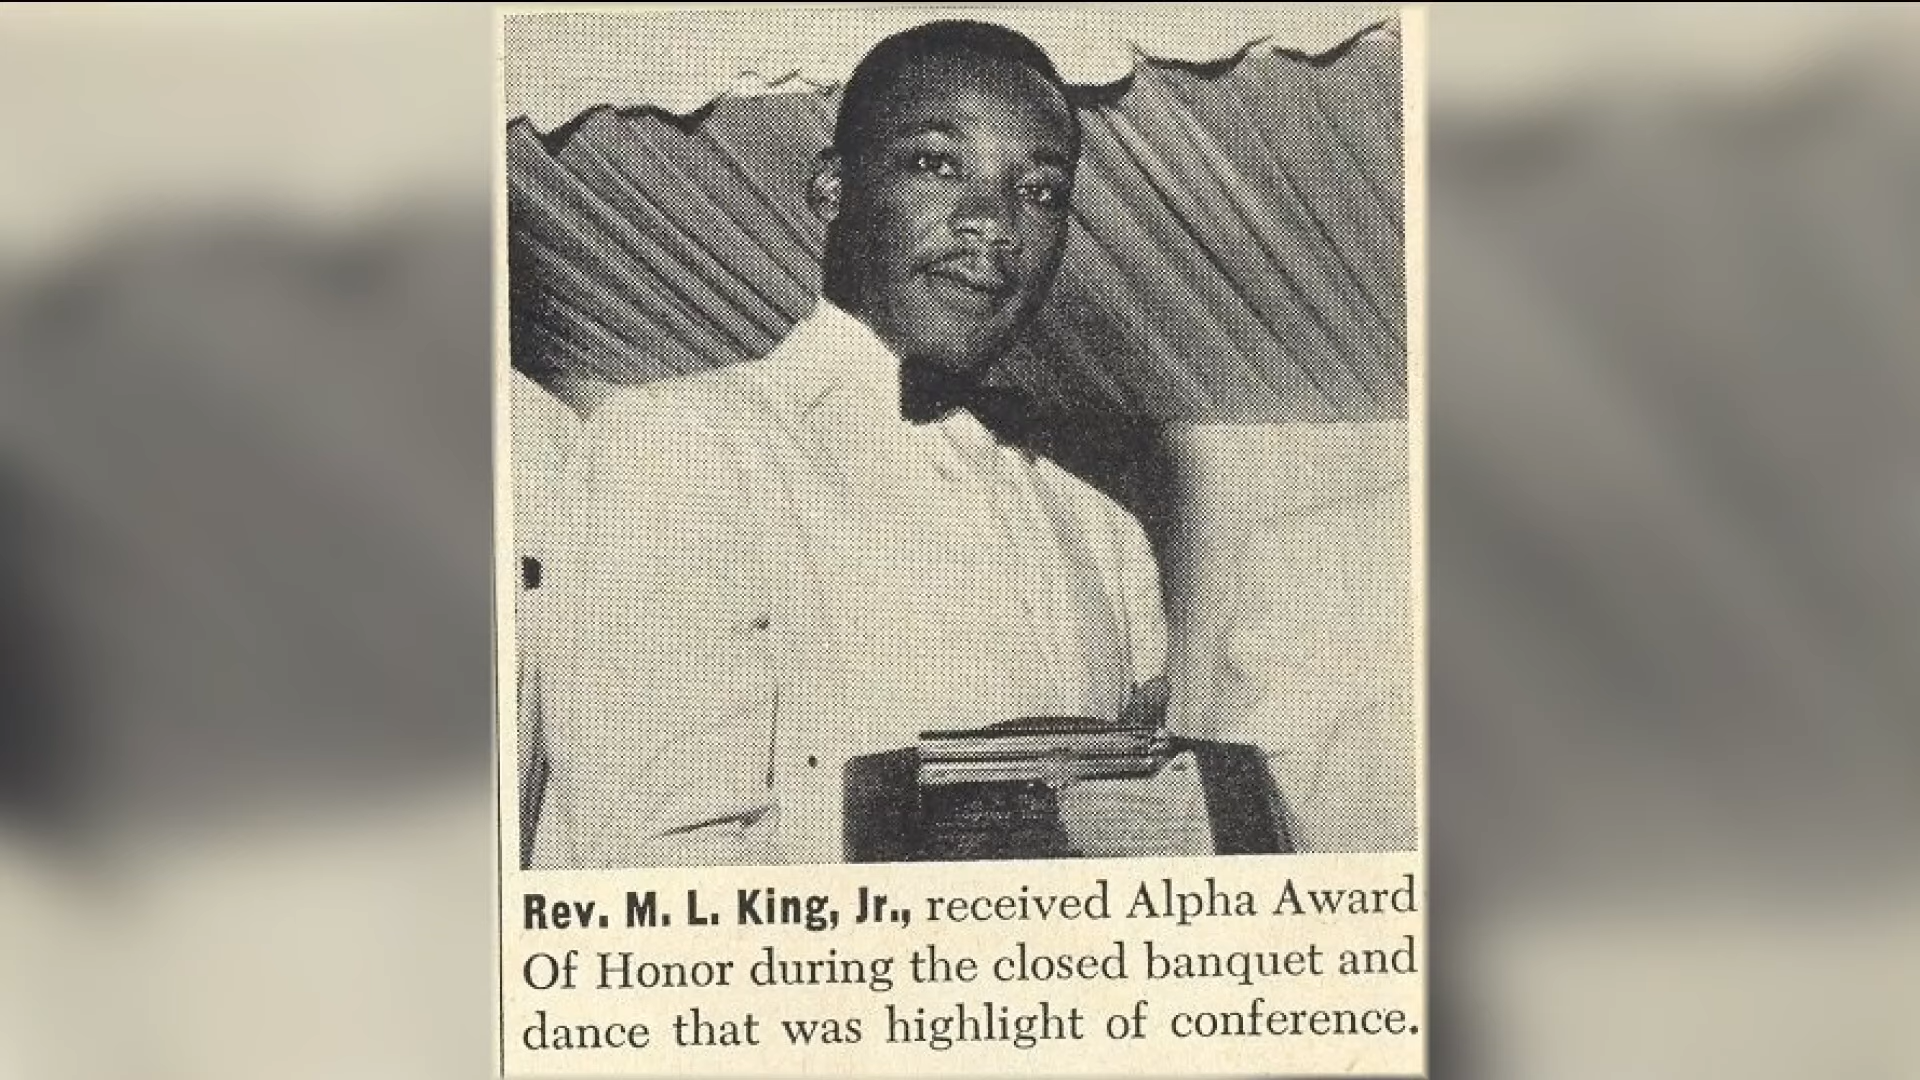 Rev. M. L. King, Jr., received Alpha Award
Of Honor during the closed banquet and
dance that was highlight of conference.